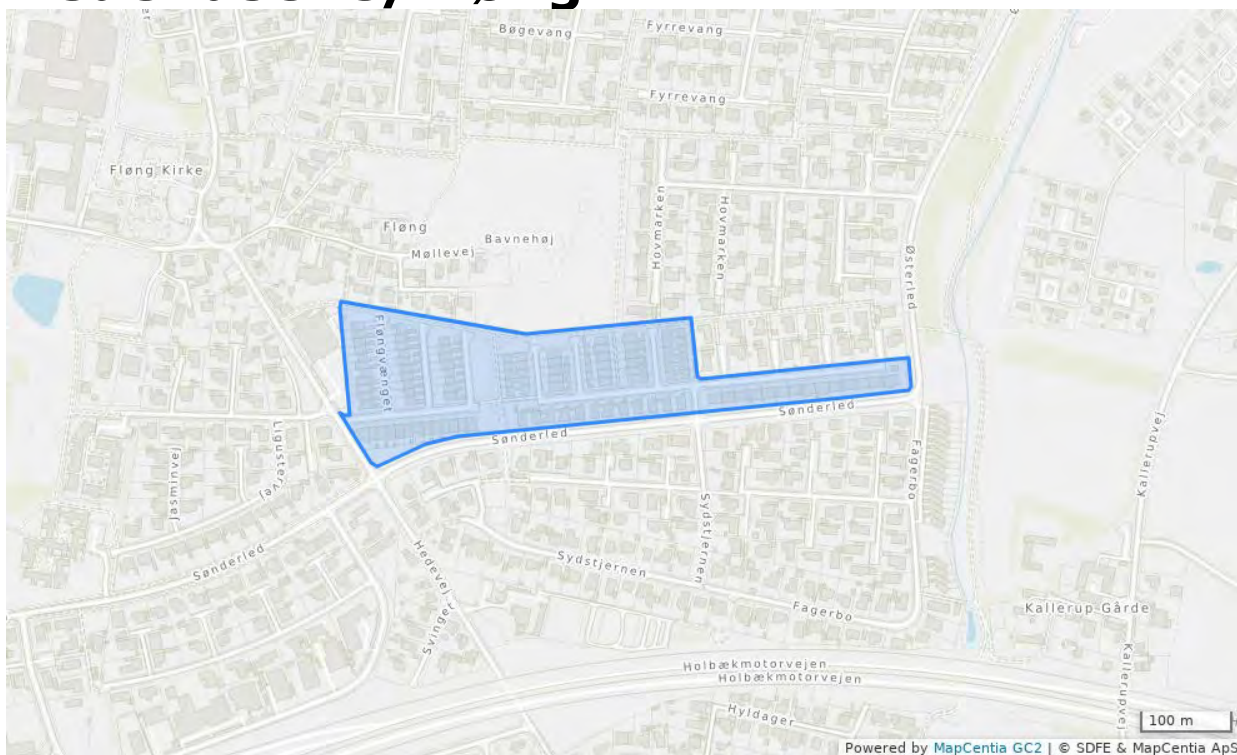 Bøgevang
Fyrrevang
Fyrrevang
Fløng Kirke
Fløng
Bavnehøj
Møllevej
Hovmarken
Hovmarken
Østerled
Fløngvænget
Sønderled
Sønderled
Ligustervej
Jasminvej
Fagerbo
Kallerupvej
Sydstjernen
Sønderled
Hedevej
Sydstjernen
Svinget
Fagerbo
Kallerup Gårde
Kallerupvej
Holbækmotorvejen
Holbækmotorvejen
Hyldager
100 m
Powered by MapCentia GC2 | © SDFE & MapCentia ApS